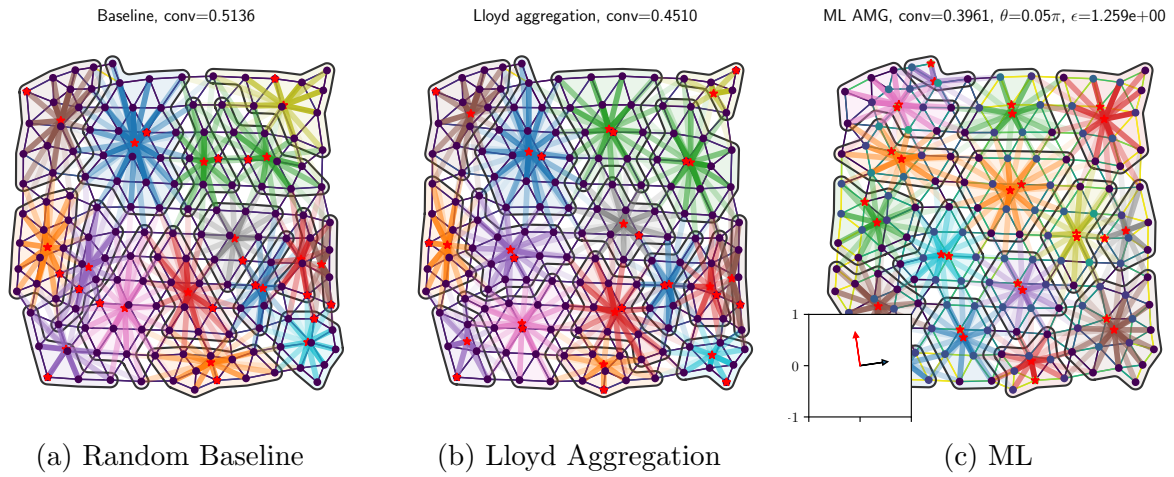 Baseline, conv=0.5136
Lloyd aggregation, conv=0.4510
ML AMG, conv=0.3961, θ=0.05π, ϵ=1.259e+00
1
0
-1
(a) Random Baseline
(b) Lloyd Aggregation
(c) ML